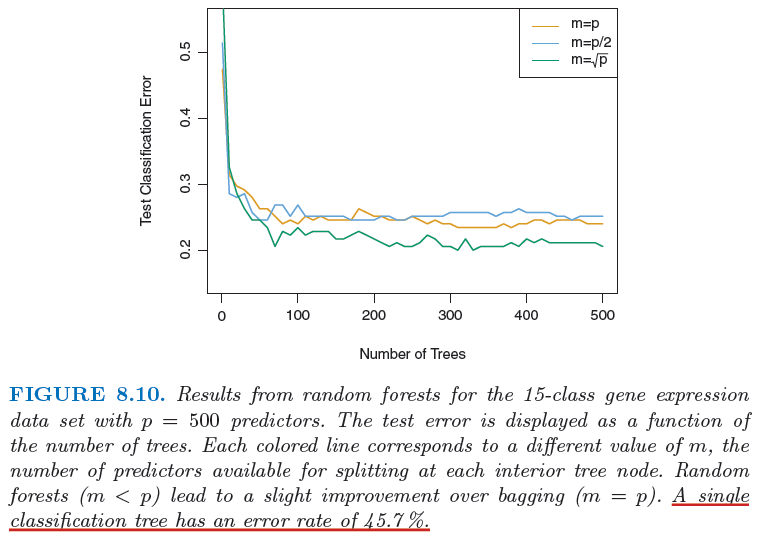 m=p
m=p/2
m=√p
0.5
0.4
0.3
0.2
Test Classification Error
0 100 200 300 400 500
Number of Trees
FIGURE 8.10. Results from random forests for the 15-class gene expression
data set with p = 500 predictors. The test error is displayed as a function of
the number of trees. Each colored line corresponds to a different value of m, the
number of predictors available for splitting at each interior tree node. Random
forests (m < p) lead to a slight improvement over bagging (m = p). A single
classification tree has an error rate of 45.7 %.